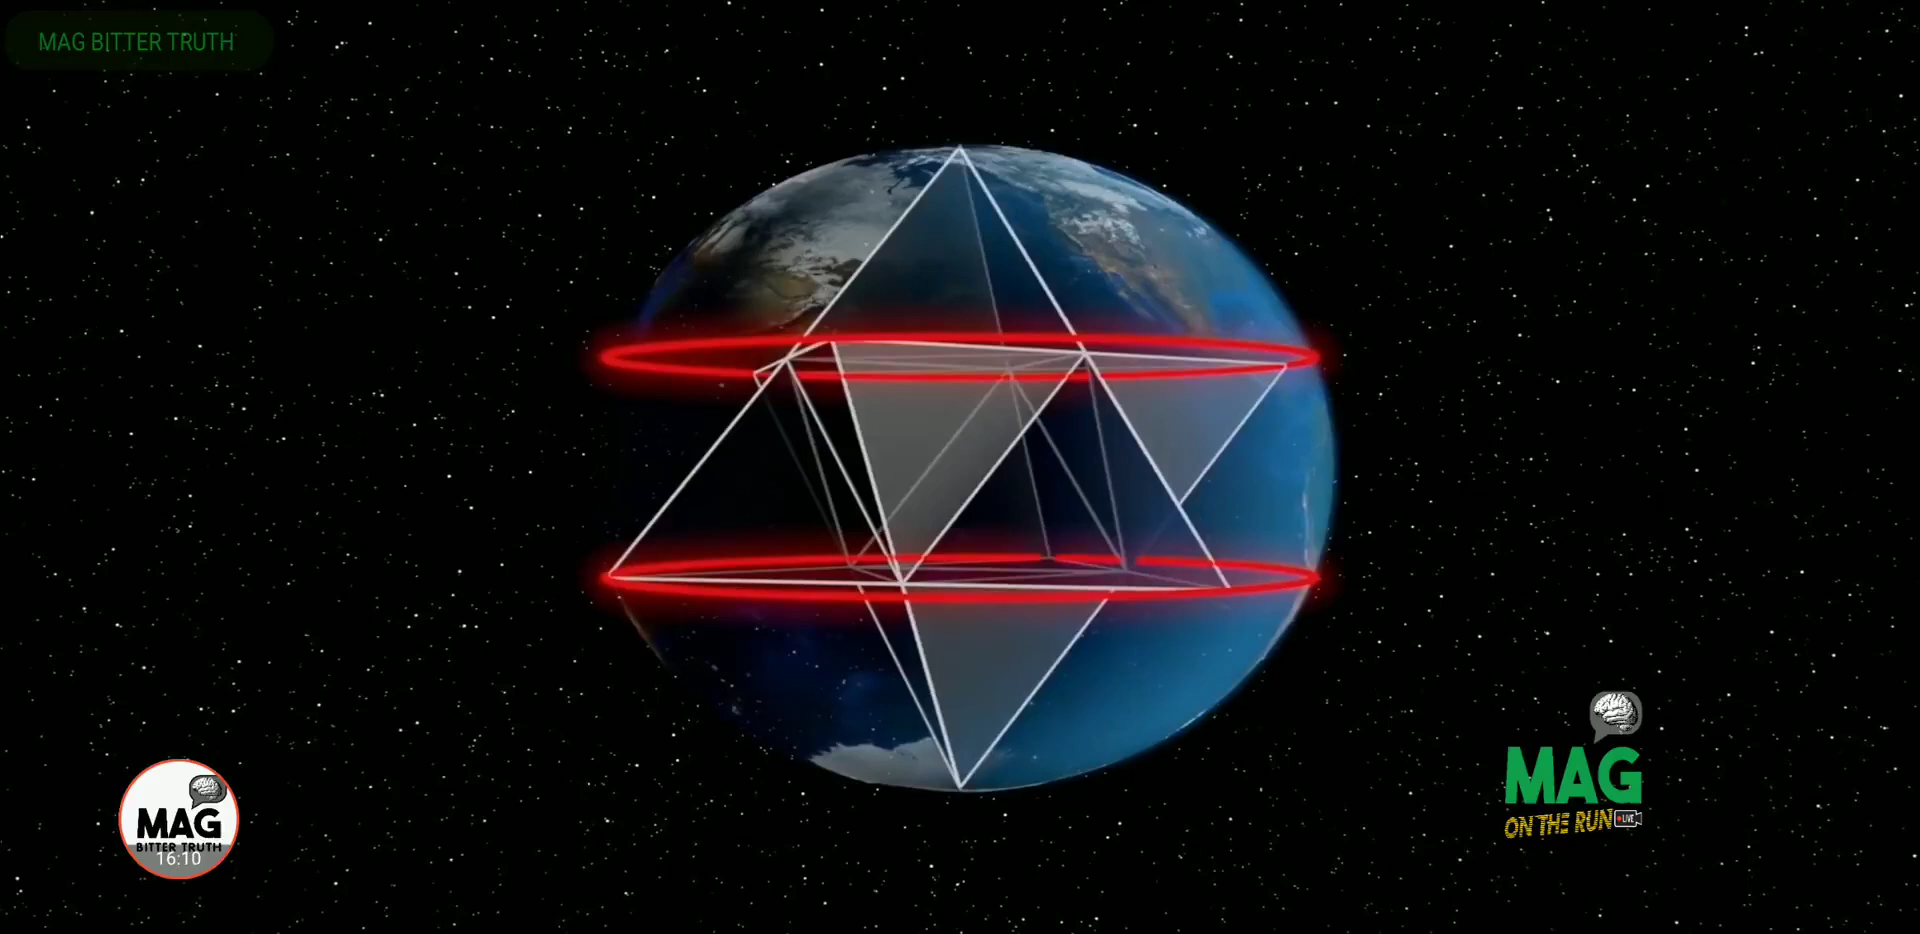 MAG BITTER TRUTH
MAG
BITTER TRUTH
16:10
MAG
ON THE RUN
LIVE